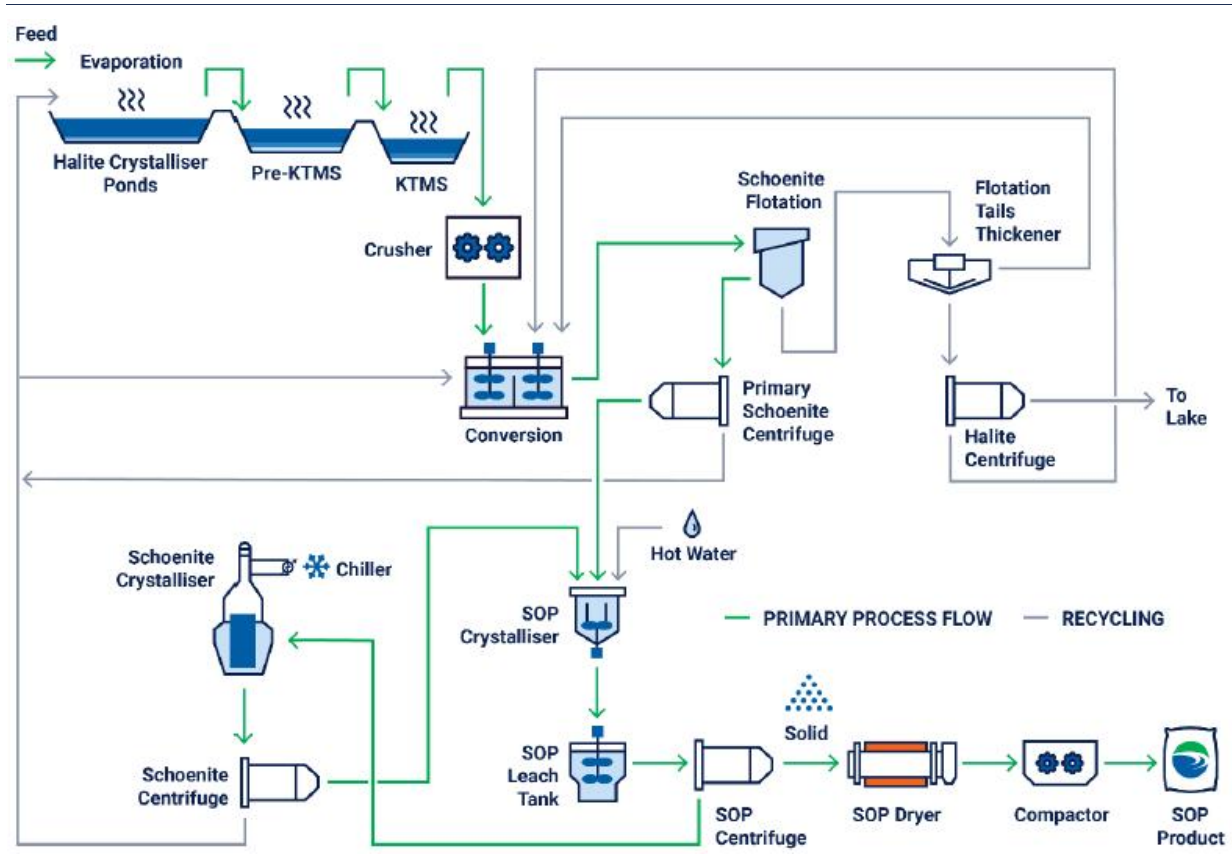 Feed
Evaporation
Halite Crystalliser
Ponds
Pre-KTMS
KTMS
Crusher
Conversion
Schoenite
Flotation
Flotation
Tails
Thickener
Primary
Schoenite
Centrifuge
Halite
Centrifuge
To
Lake
Schoenite
Crystalliser
Chiller
Hot Water
SOP
Crystalliser
PRIMARY PROCESS FLOW
RECYCLING
Schoenite
Centrifuge
SOP
Leach
Tank
SOP
Centrifuge
Solid
SOP Dryer
Compactor
SOP
Product